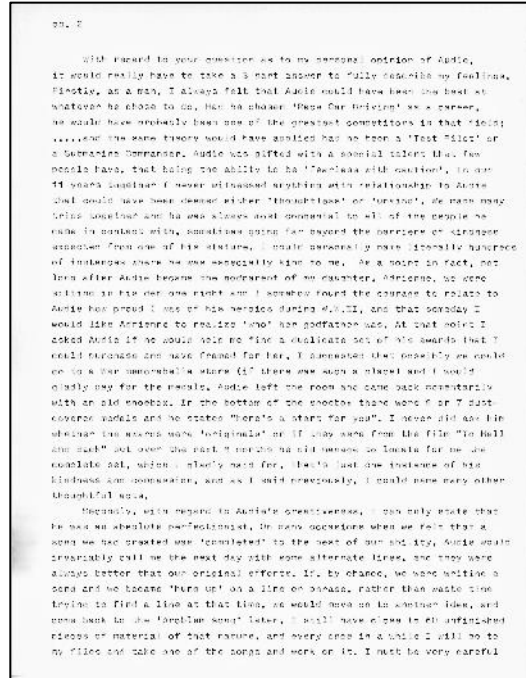 pg. 2
With regard to your question as to my personal opinion of Audie,
it would really have to take a 3 part answer to fully describe my feelings.
Firstly, as a man, I always felt that Audie could have been the best at
whatever he chose to do. Had he chosen 'Race Car Driving' as a career,
he would have probably been one of the greatest competitors in that field;
.....and the same theory would have applied had he been a 'Test Pilot' or
a Submarine Commander. Audie was gifted with a special talent that few
people have, that being the ability to be 'fearless with caution'. In our
11 years together I never witnessed anything with relationship to Audie
that could have been deemed either 'thoughtless' or 'unkind'. We made many
trips together and he was always most congenial to all of the people he
came in contact with, sometimes going far beyond the barriers of kindness
expected from one of his stature. I could personally name literally hundreds
of instances where he was especially kind to me. As a point in fact, not
long after Audie became the godparent of my daughter, Adrienne, we were
sitting in his den one night and I somehow found the courage to relate to
Audie how proud I was of his heroics during W.W.II, and that someday I
would like Adrienne to realize 'who' her godfather was. At that point I
asked Audie if he would help me find a duplicate set of his awards that I
could purchase and have framed for her. I suggested that possibly we could
go to a War memorabelia store (if there was such a place) and I would
gladly pay for the medals. Audie left the room and came back momentarily
with an old shoebox. In the bottom of the shoebox there were 6 or 7 dust-
covered medals and he states "here's a start for you". I never did ask him
whether the awards were 'originals' or if they were from the film "To Hell
and Back" but over the next months he did manage to locate for me the
complete set, which I gladly paid for. That's just one instance of his
kindness and compassion, and as I said previously, I could name many other
thoughtful acts.
Secondly, with regard to Audie's creativeness, I can only state that
he was an absolute perfectionist. On many occasions when we felt that a
song we had created was 'completed' to the best of our ability, Audie would
invariably call me the next day with some alternate lines, and they were
always better that our original efforts. If, by chance, we were writing a
song and we became 'hung up' on a line or phrase, rather than waste time
trying to find a line at that time, we would move on to another idea, and
come back to the 'problem song' later. I still have close to 60 unfinished
pieces of material of that nature, and every once in a while I will go to
my files and take one of the songs and work on it. I must be very careful